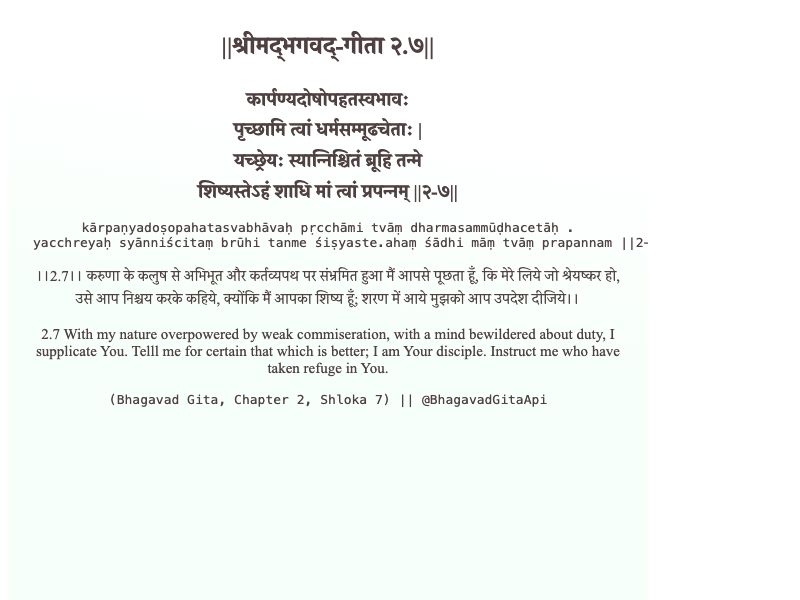 ||श्रीमद्‍भगवद्‍-गीता २.७||
कार्पण्यदोषोपहतस्वभावः
पृच्छामि त्वां धर्मसम्मूढचेताः |
यच्छ्रेयः स्यान्निश्चितं ब्रूहि तन्मे
शिष्यस्तेऽहं शाधि मां त्वां प्रपन्नम् ||२-७||
kārpaṇyadoṣopahatasvabhāvaḥ pṛcchāmi tvāṃ dharmasammūḍhacetāḥ .
yacchreyaḥ syānniścitaṃ brūhi tanme śiṣyaste.ahaṃ śādhi māṃ tvāṃ prapannam ||2-
।।2.7।। करुणा के कलुष से अभिभूत और कर्तव्यपथ पर संभ्रमित हुआ मैं आपसे पूछता हूँ, कि मेरे लिये जो श्रेयष्कर हो,
उसे आप निश्चय करके कहिये, क्योंकि मैं आपका शिष्य हूँ; शरण में आये मुझको आप उपदेश दीजिये।।
2.7 With my nature overpowered by weak commiseration, with a mind bewildered about duty, I
supplicate You. Telll me for certain that which is better; I am Your disciple. Instruct me who have
taken refuge in You.
(Bhagavad Gita, Chapter 2, Shloka 7) || @BhagavadGitaApi